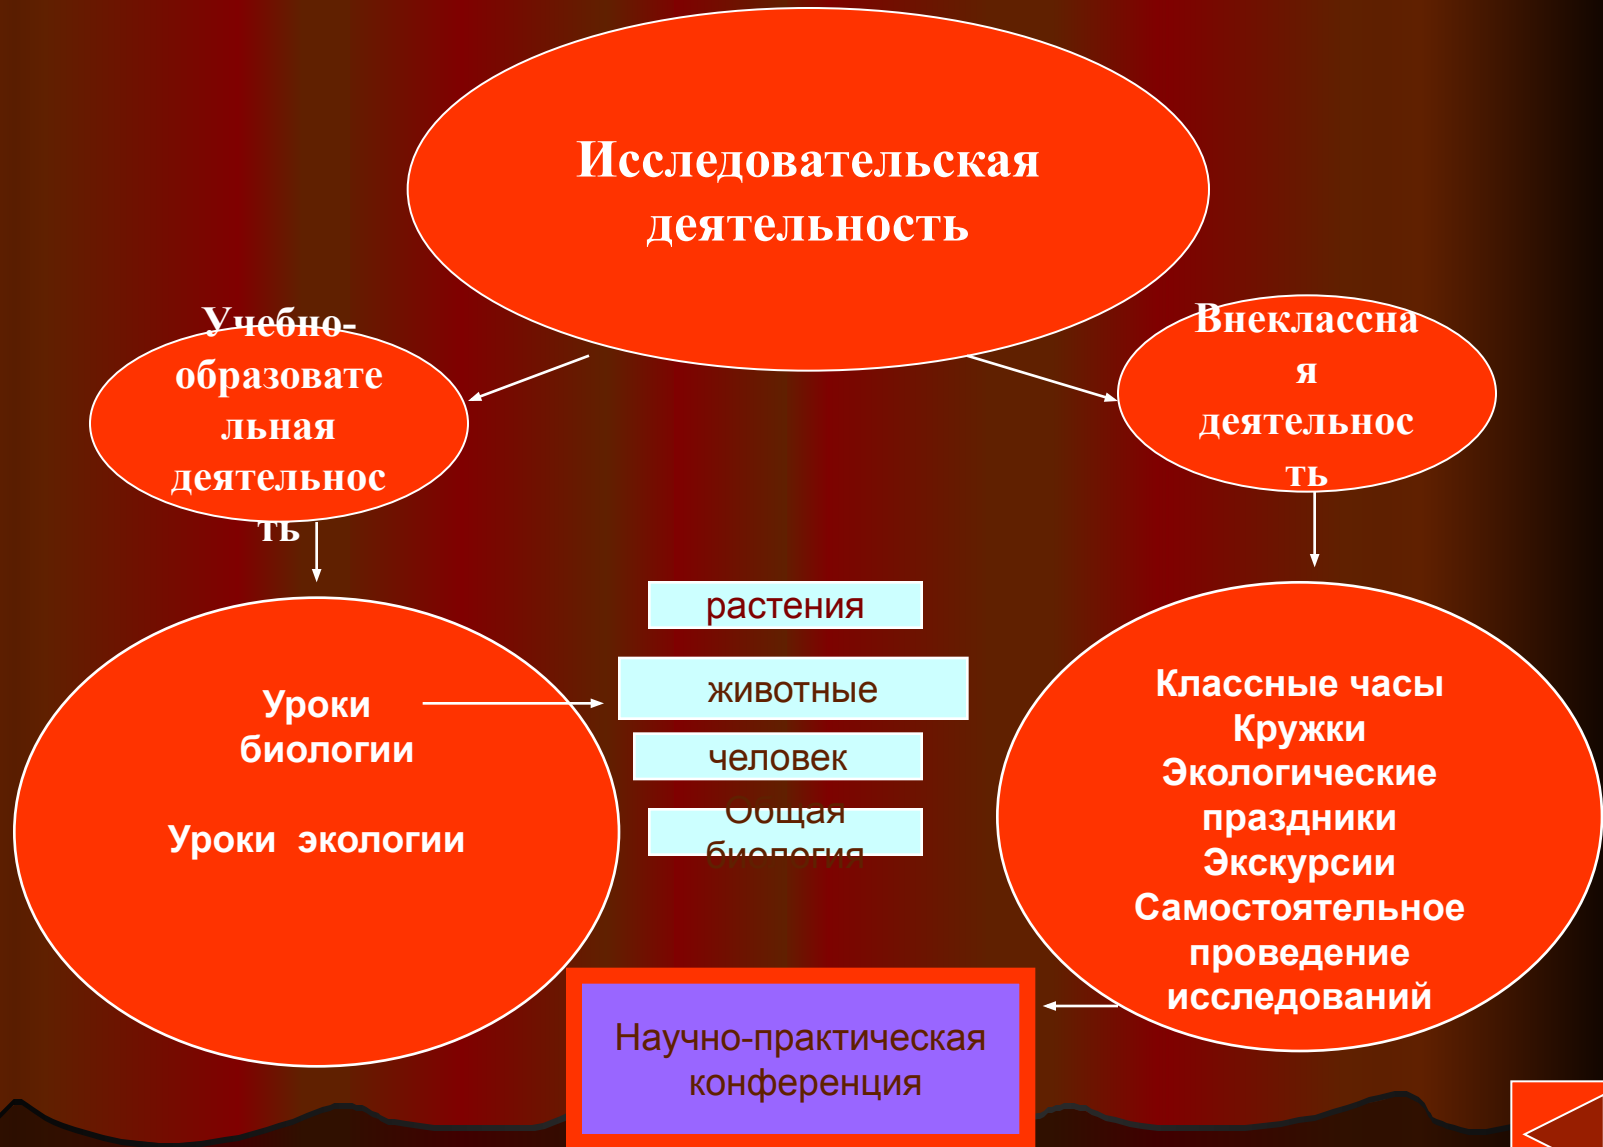 Исследовательская
деятельность
Учебно-
образовате
льная
деятельнос
ть
Внеклассна
я
деятельнос
ть
Уроки
биологии
Уроки экологии
растения
животные
человек
Общая
биология
Классные часы
Кружки
Экологические
праздники
Экскурсии
Самостоятельное
проведение
исследований
Научно-практическая
конференция